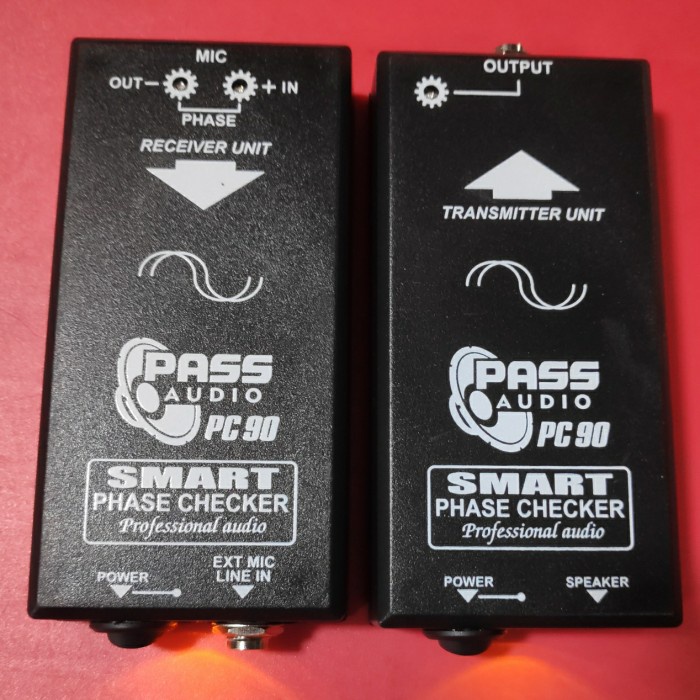 MIC
OUT − + IN
PHASE
RECEIVER UNIT
PASS
AUDIO
PC 90
SMART
PHASE CHECKER
Professional audio
POWER
EXT MIC
LINE IN
OUTPUT
TRANSMITTER UNIT
PASS
AUDIO
PC 90
SMART
PHASE CHECKER
Professional audio
POWER
SPEAKER